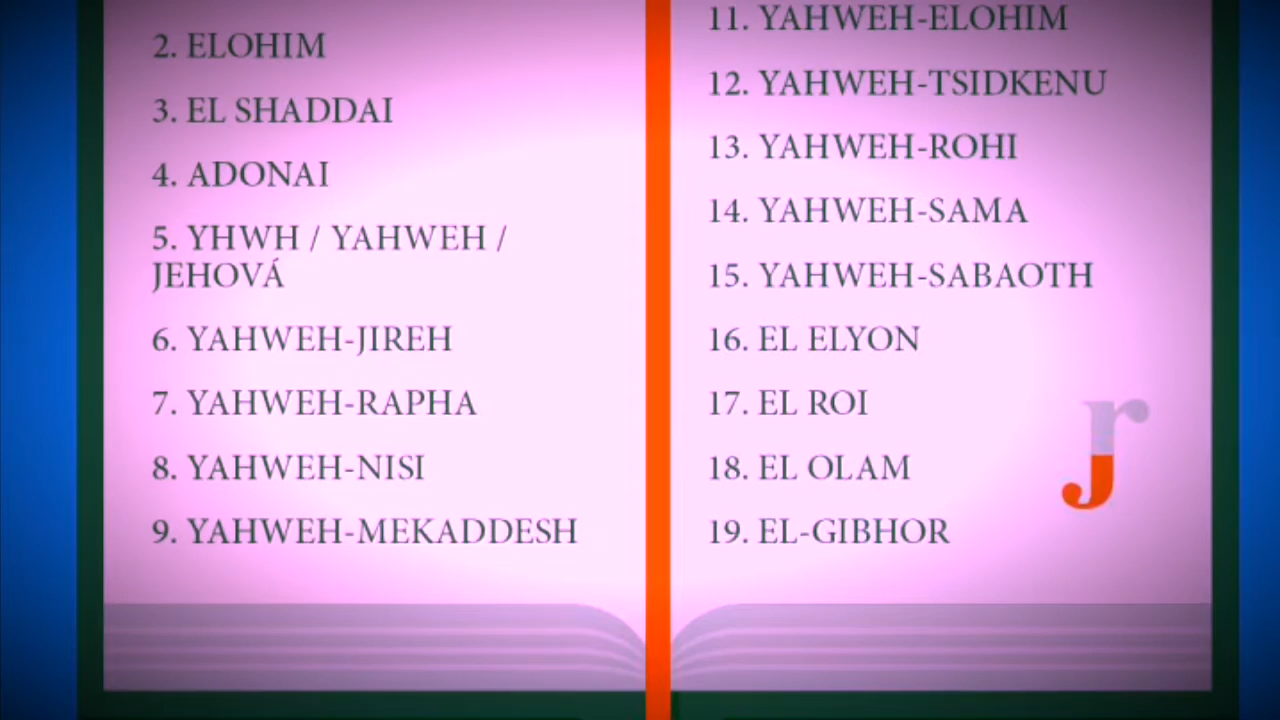 2. ELOHIM
3. EL SHADDAI
4. ADONAI
5. YHWH / YAHWEH /
JEHOVÁ
6. YAHWEH-JIREH
7. YAHWEH-RAPHA
8. YAHWEH-NISI
9. YAHWEH-MEKADDESH
11. YAHWEH-ELOHIM
12. YAHWEH-TSIDKENU
13. YAHWEH-ROHI
14. YAHWEH-SAMA
15. YAHWEH-SABAOTH
16. EL ELYON
17. EL ROI
18. EL OLAM
19. EL-GIBHOR
jr